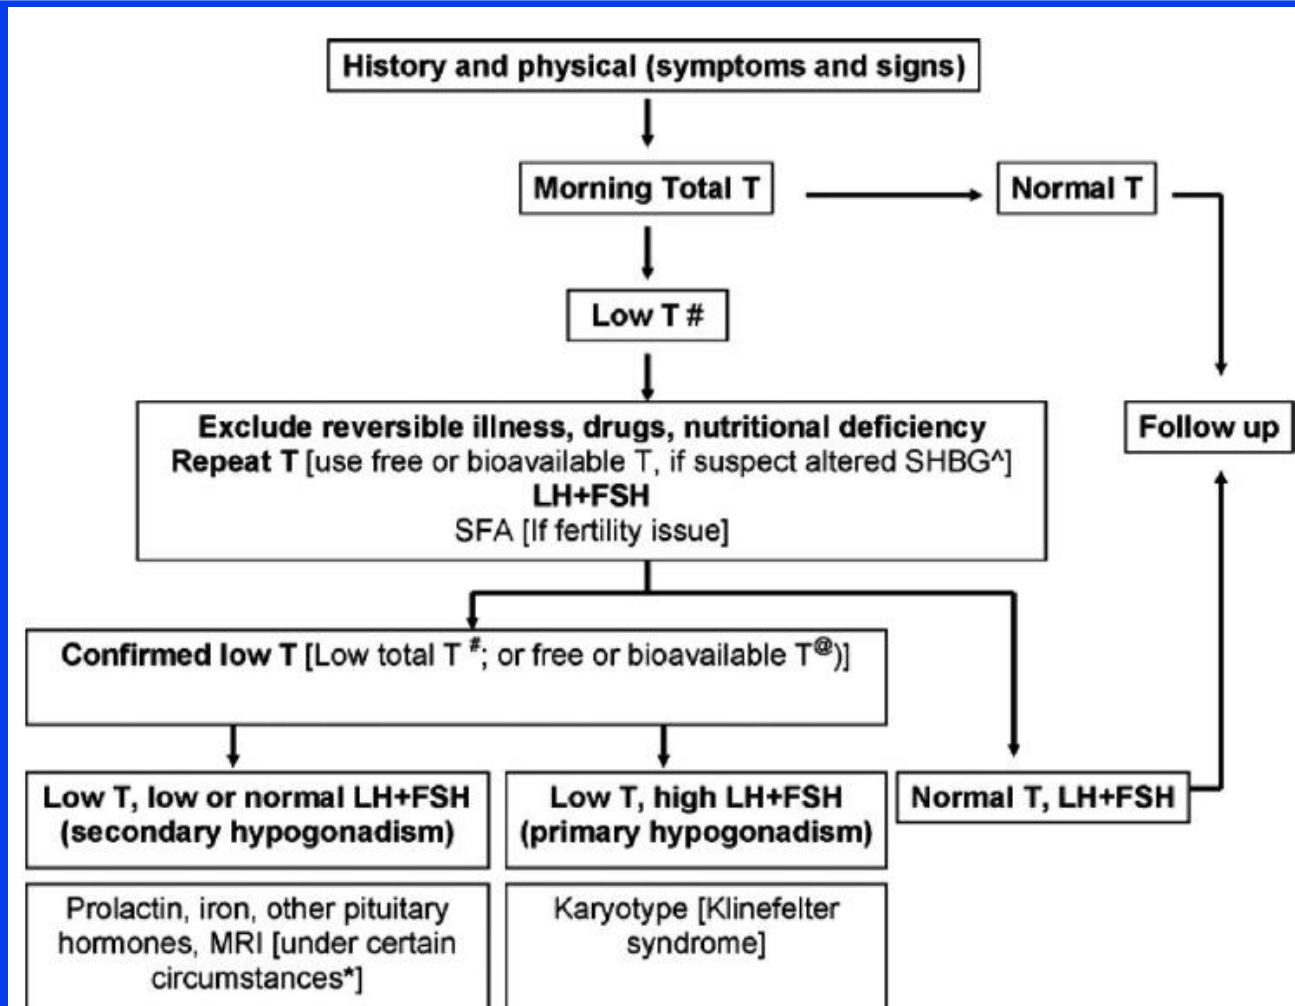 History and physical (symptoms and signs)
Morning Total T
Normal T
Low T #
Exclude reversible illness, drugs, nutritional deficiency
Repeat T [use free or bioavailable T, if suspect altered SHBG^]
LH+FSH
SFA [If fertility issue]
Follow up
Confirmed low T [Low total T #; or free or bioavailable T@)]
Low T, low or normal LH+FSH
(secondary hypogonadism)
Low T, high LH+FSH
(primary hypogonadism)
Normal T, LH+FSH
Prolactin, iron, other pituitary
hormones, MRI [under certain
circumstances*]
Karyotype [Klinefelter
syndrome]